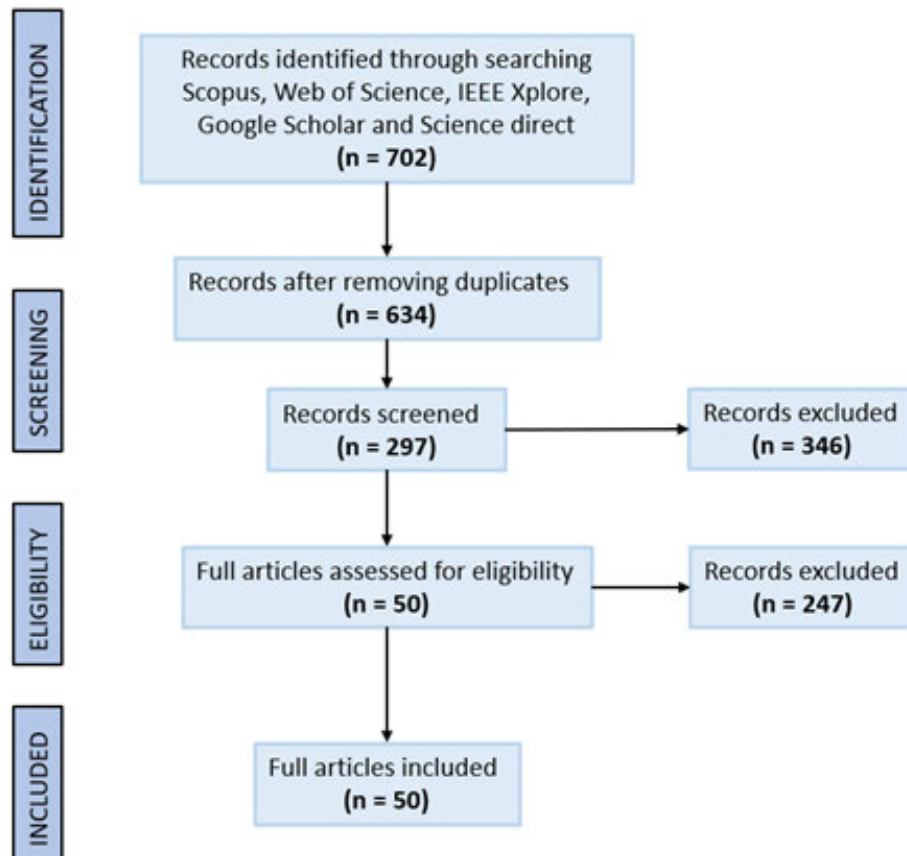 IDENTIFICATION
Records identified through searching
Scopus, Web of Science, IEEE Xplore,
Google Scholar and Science direct
(n = 702)
Records after removing duplicates
(n = 634)
SCREENING
Records screened
(n = 297)
Records excluded
(n = 346)
ELIGIBILITY
Full articles assessed for eligibility
(n = 50)
Records excluded
(n = 247)
INCLUDED
Full articles included
(n = 50)